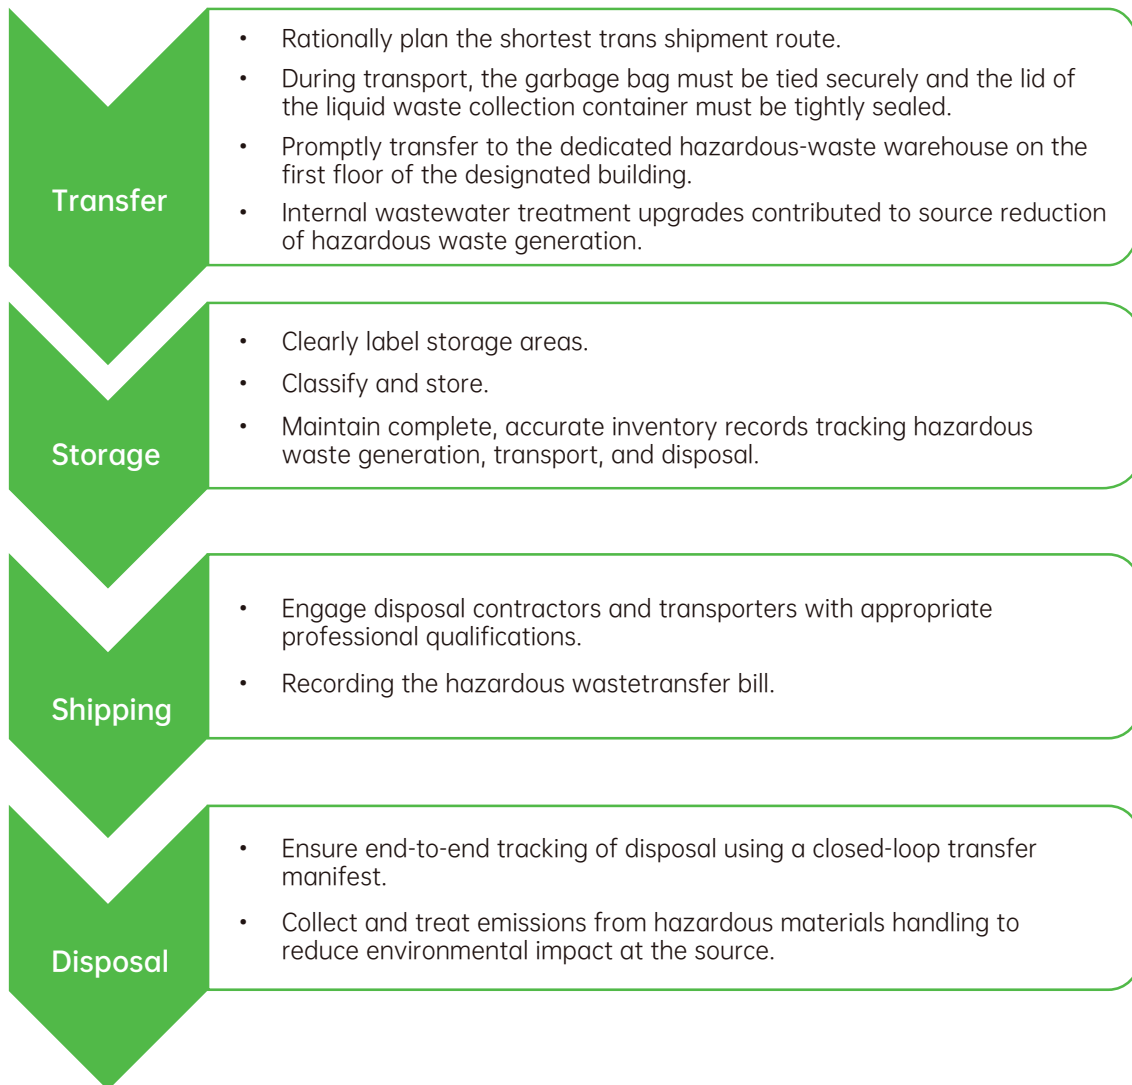 Transfer
• Rationally plan the shortest trans shipment route.
• During transport, the garbage bag must be tied securely and the lid of
the liquid waste collection container must be tightly sealed.
• Promptly transfer to the dedicated hazardous-waste warehouse on the
first floor of the designated building.
• Internal wastewater treatment upgrades contributed to source reduction
of hazardous waste generation.
Storage
• Clearly label storage areas.
• Classify and store.
• Maintain complete, accurate inventory records tracking hazardous
waste generation, transport, and disposal.
Shipping
• Engage disposal contractors and transporters with appropriate
professional qualifications.
• Recording the hazardous wastetransfer bill.
Disposal
• Ensure end-to-end tracking of disposal using a closed-loop transfer
manifest.
• Collect and treat emissions from hazardous materials handling to
reduce environmental impact at the source.